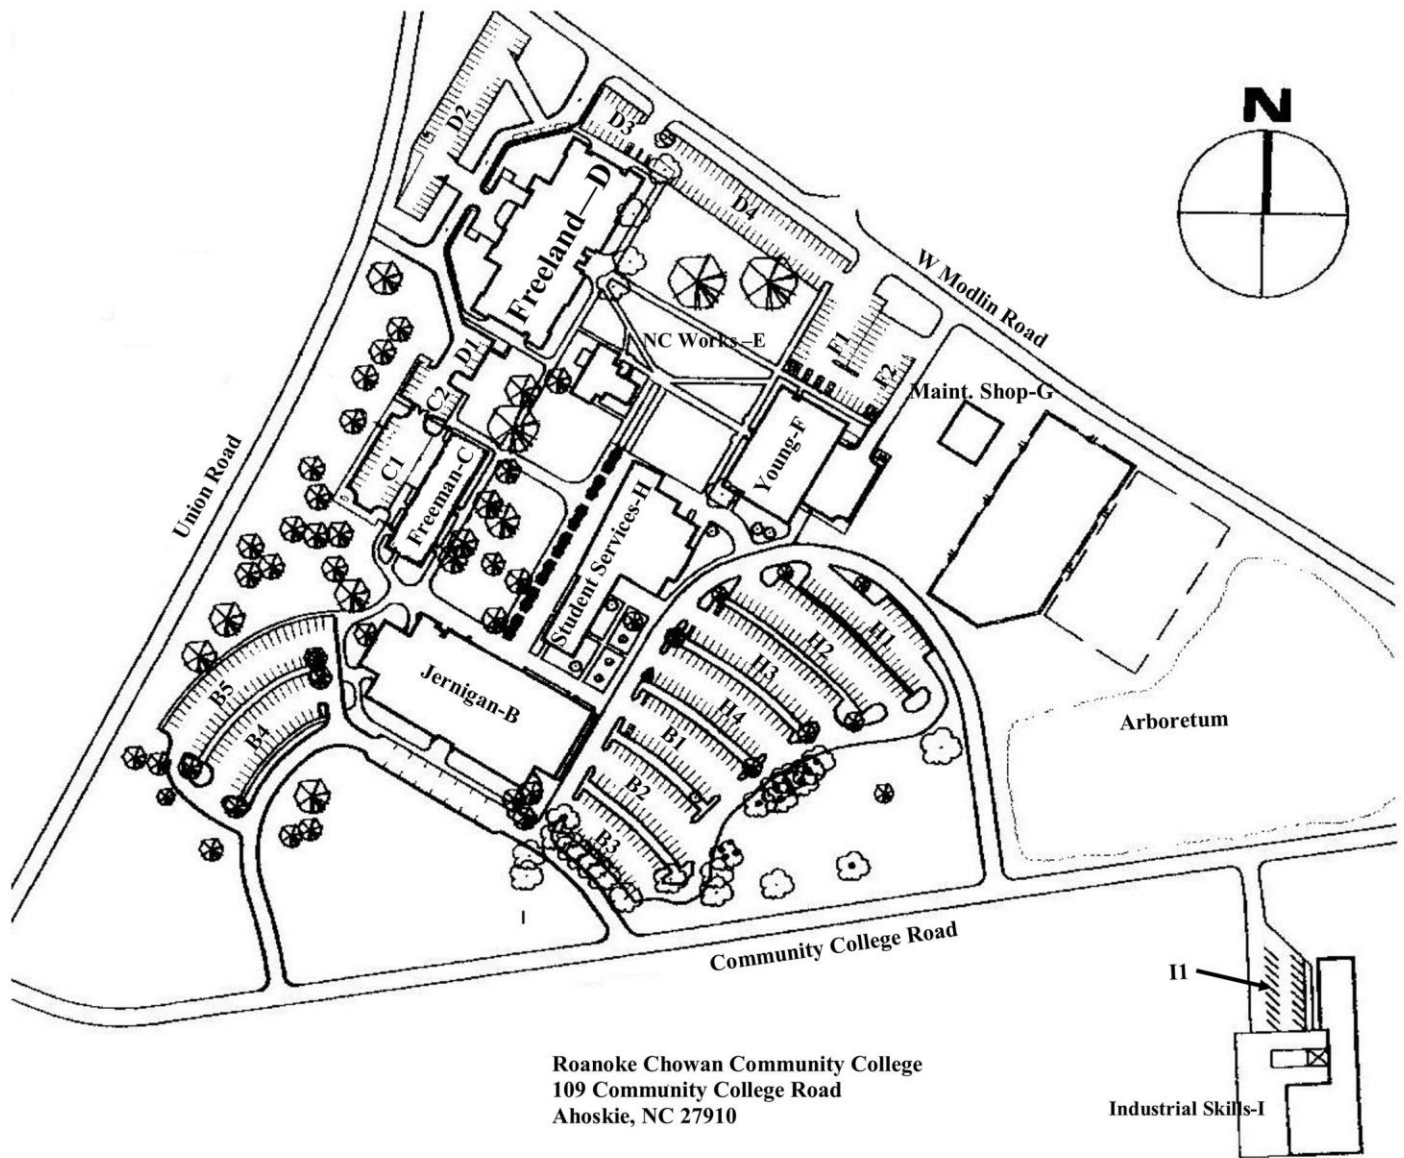 N
D2
D3
D4
Freeland—D
W Modlin Road
NC Works–E
F1
F2
D1
C2
Maint. Shop-G
Union Road
C1
Freeman-C
Young-F
Student Services-H
H1
H2
H3
H4
Jernigan-B
B5
B4
B1
B2
B3
Arboretum
Community College Road
I1
Roanoke Chowan Community College
109 Community College Road
Ahoskie, NC 27910
Industrial Skills-I